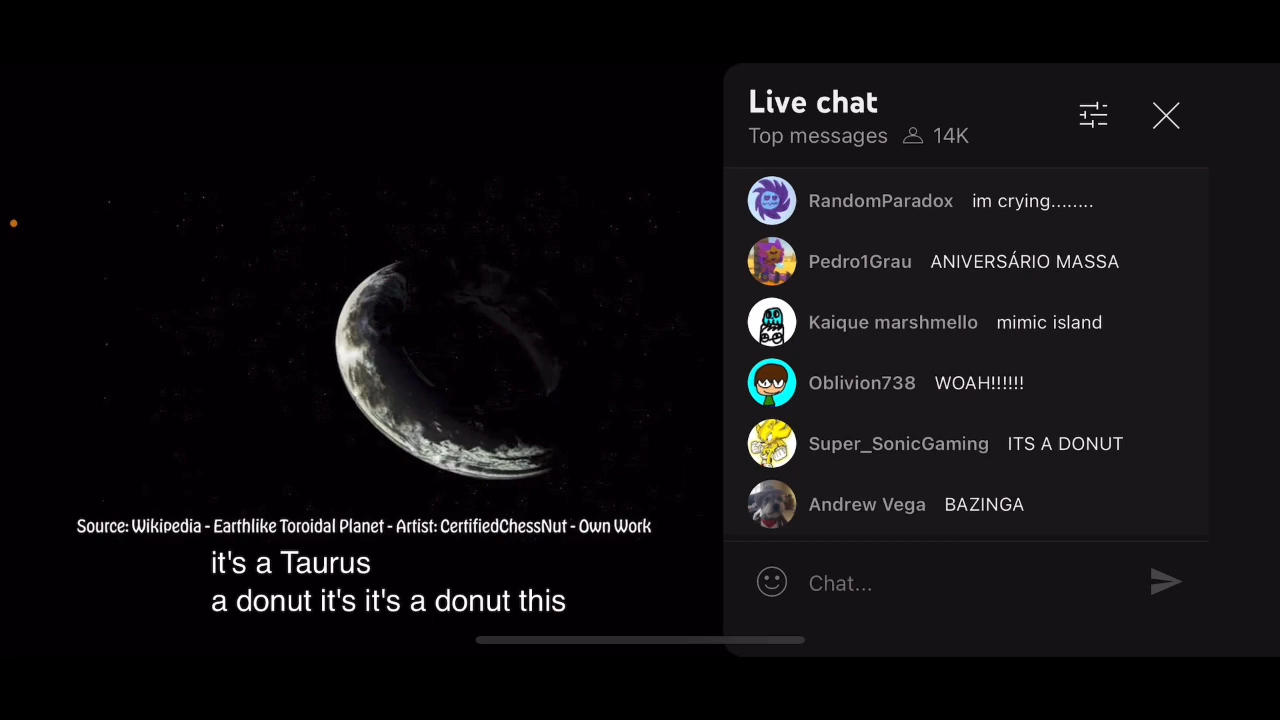 Live chat
Top messages 14K
RandomParadox im crying........
Pedro1Grau ANIVERSÁRIO MASSA
Kaique marshmello mimic island
Oblivion738 WOAH!!!!!!
Super_SonicGaming ITS A DONUT
Andrew Vega BAZINGA
Chat...
Source: Wikipedia - Earthlike Toroidal Planet - Artist: CertifiedChessNut - Own Work
it's a Taurus
a donut it's it's a donut this